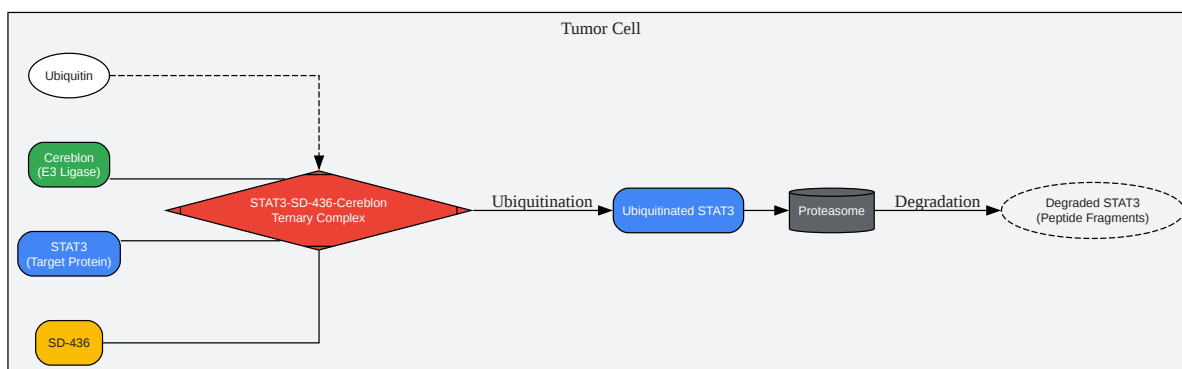 Tumor Cell
Ubiquitin
Cereblon
(E3 Ligase)
STAT3-SD-436-Cereblon
Ternary Complex
Ubiquitination
Ubiquitinated STAT3
Proteasome
Degradation
Degraded STAT3
(Peptide Fragments)
STAT3
(Target Protein)
SD-436